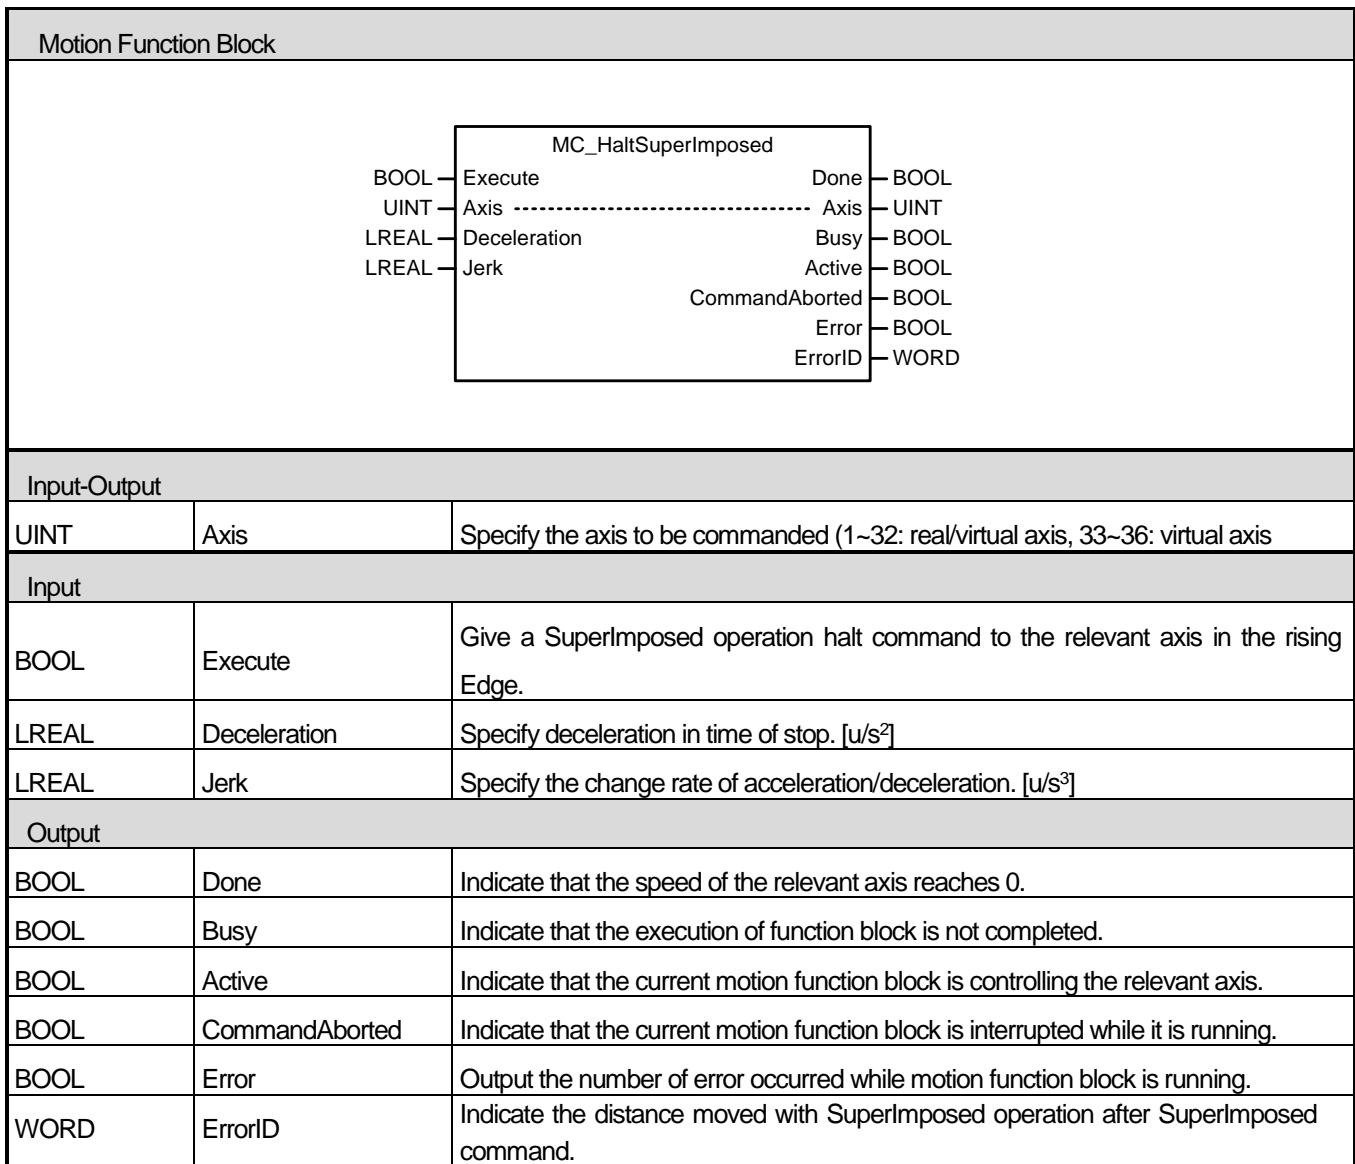 Motion Function Block
MC_HaltSuperImposed
BOOL Execute Done BOOL
UINT Axis Axis UINT
LREAL Deceleration Busy BOOL
LREAL Jerk Active BOOL
CommandAborted BOOL
Error BOOL
ErrorID WORD
Input-Output
UINT Axis Specify the axis to be commanded (1~32: real/virtual axis, 33~36: virtual axis
Input
BOOL Execute Give a SuperImposed operation halt command to the relevant axis in the rising
Edge.
LREAL Deceleration Specify deceleration in time of stop. [u/s²]
LREAL Jerk Specify the change rate of acceleration/deceleration. [u/s³]
Output
BOOL Done Indicate that the speed of the relevant axis reaches 0.
BOOL Busy Indicate that the execution of function block is not completed.
BOOL Active Indicate that the current motion function block is controlling the relevant axis.
BOOL CommandAborted Indicate that the current motion function block is interrupted while it is running.
BOOL Error Output the number of error occurred while motion function block is running.
WORD ErrorID Indicate the distance moved with SuperImposed operation after SuperImposed
command.